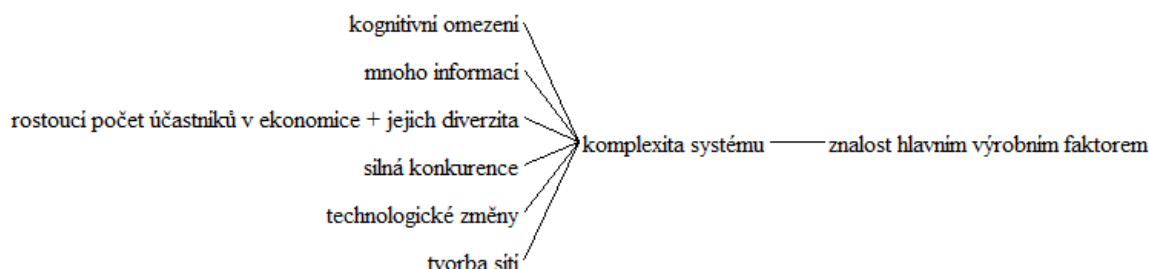 kognitivní omezení
mnoho informací
rostoucí počet účastníků v ekonomice + jejich diverzita
silná konkurence
technologické změny
tvorba sítí
komplexita systému
znalost hlavním výrobním faktorem